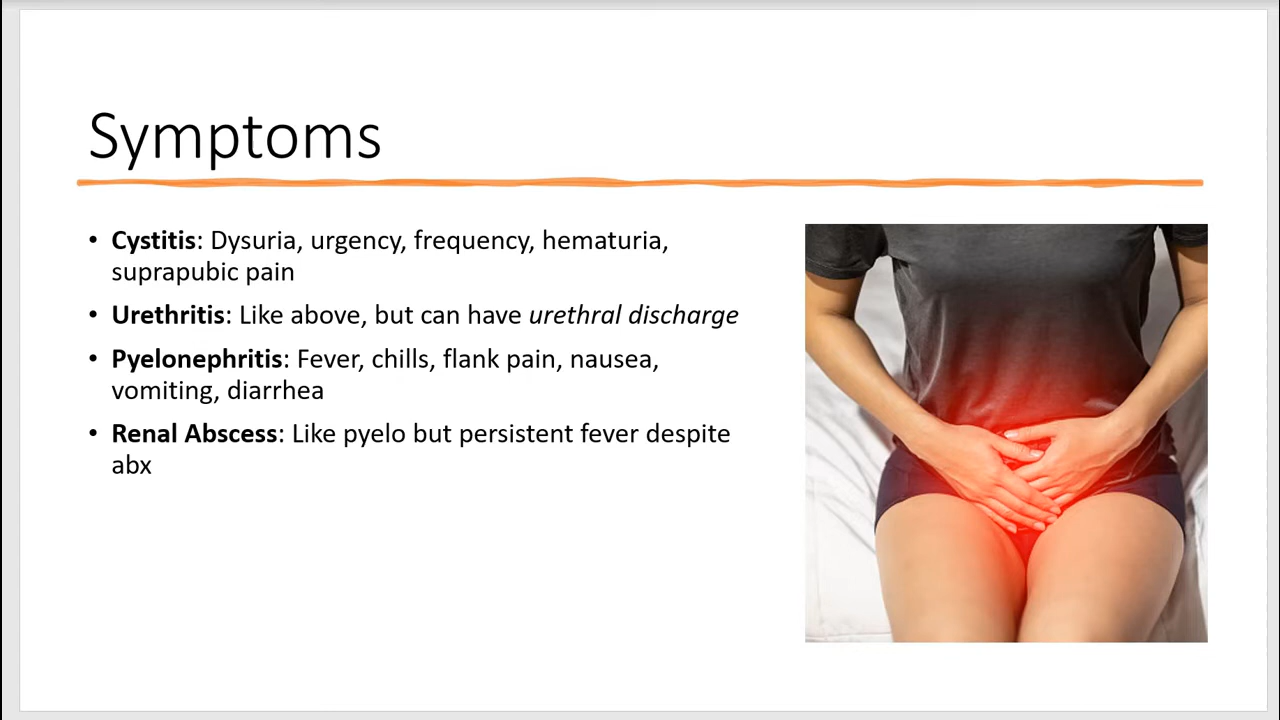 Symptoms
• Cystitis: Dysuria, urgency, frequency, hematuria,
suprapubic pain
• Urethritis: Like above, but can have urethral discharge
• Pyelonephritis: Fever, chills, flank pain, nausea,
vomiting, diarrhea
• Renal Abscess: Like pyelo but persistent fever despite
abx